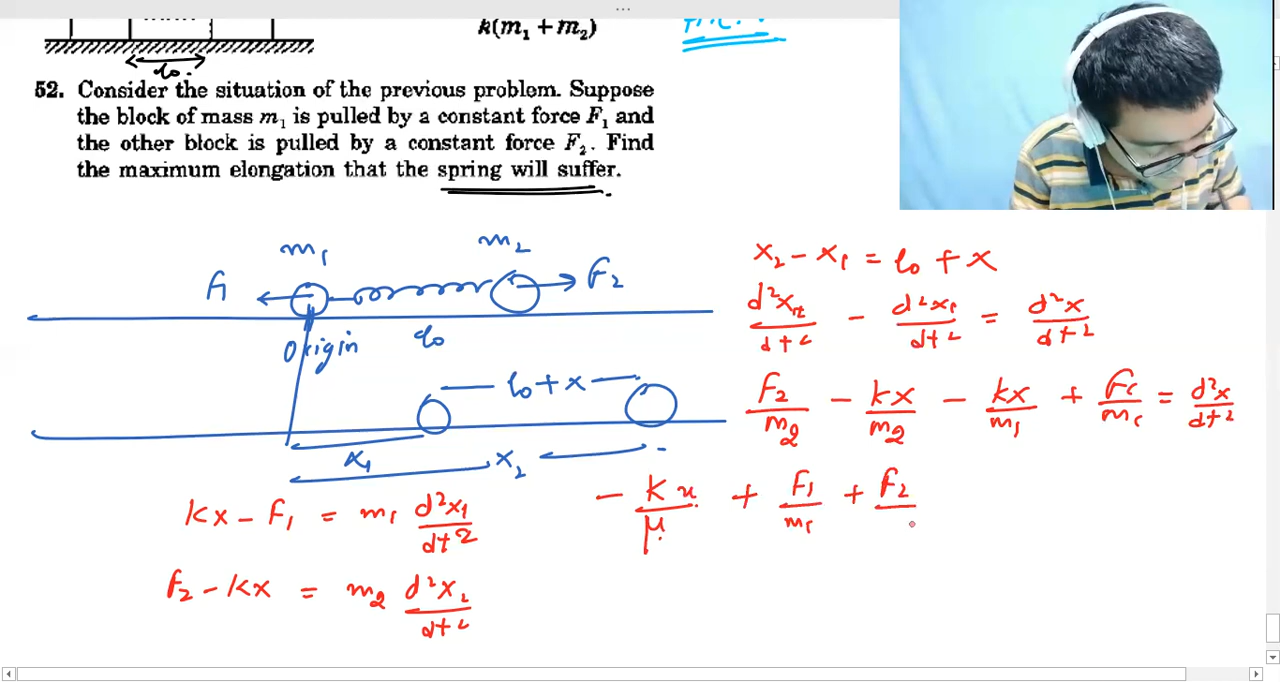 k(m₁ + m₂)
l₀.
52. Consider the situation of the previous problem. Suppose
the block of mass m₁ is pulled by a constant force F₁ and
the other block is pulled by a constant force F₂. Find
the maximum elongation that the spring will suffer.
m₁ m₂
F₂
Origin l₀
l₀ + x
x₁ x₂
kx - F₁ = m₁ d²x₁/dt²
F₂ - kx = m₂ d²x₂/dt²
x₂ - x₁ = l₀ + x
d²x₂/dt² - d²x₁/dt² = d²x/dt²
F₂/m₂ - kx/m₂ - kx/m₁ + F₁/m₁ = d²x/dt²
- kx/μ + F₁/m₁ + F₂